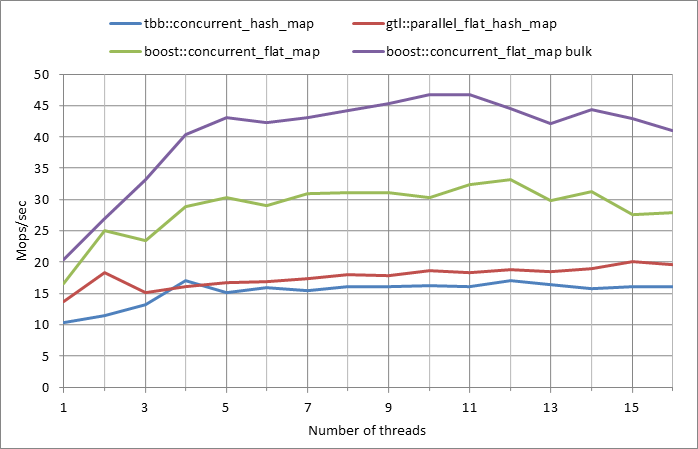 tbb::concurrent_hash_map gtl::parallel_flat_hash_map
boost::concurrent_flat_map boost::concurrent_flat_map bulk
50
45
40
35
30
25
20
15
10
5
0
Mops/sec
1 3 5 7 9 11 13 15
Number of threads